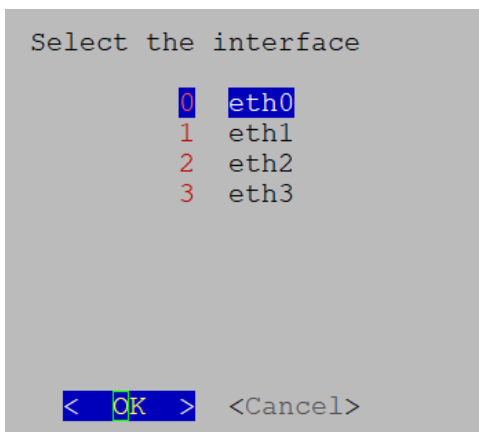 Select the interface
0 eth0
1 eth1
2 eth2
3 eth3
< OK > <Cancel>